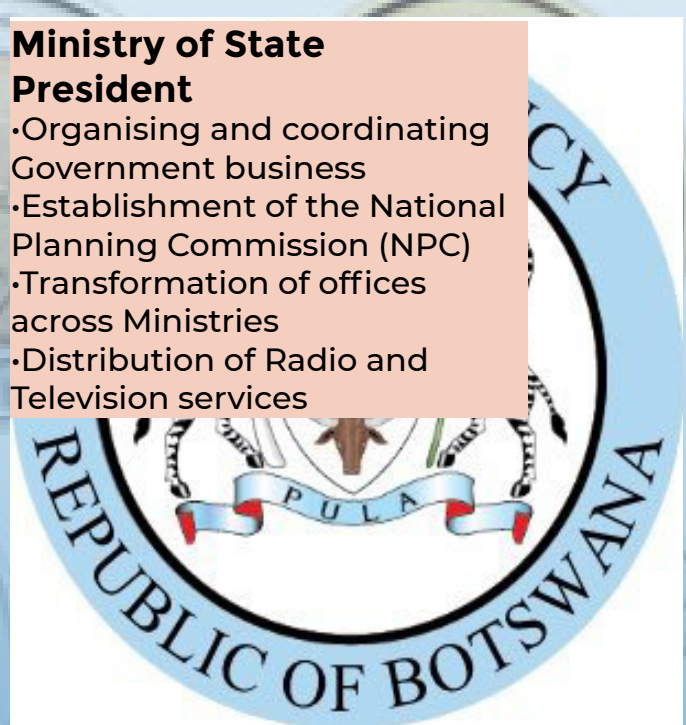 Ministry of State
President
•Organising and coordinating
Government business
•Establishment of the National
Planning Commission (NPC)
•Transformation of offices
across Ministries
•Distribution of Radio and
Television services
CY
PULA
REPUBLIC OF BOTSWANA